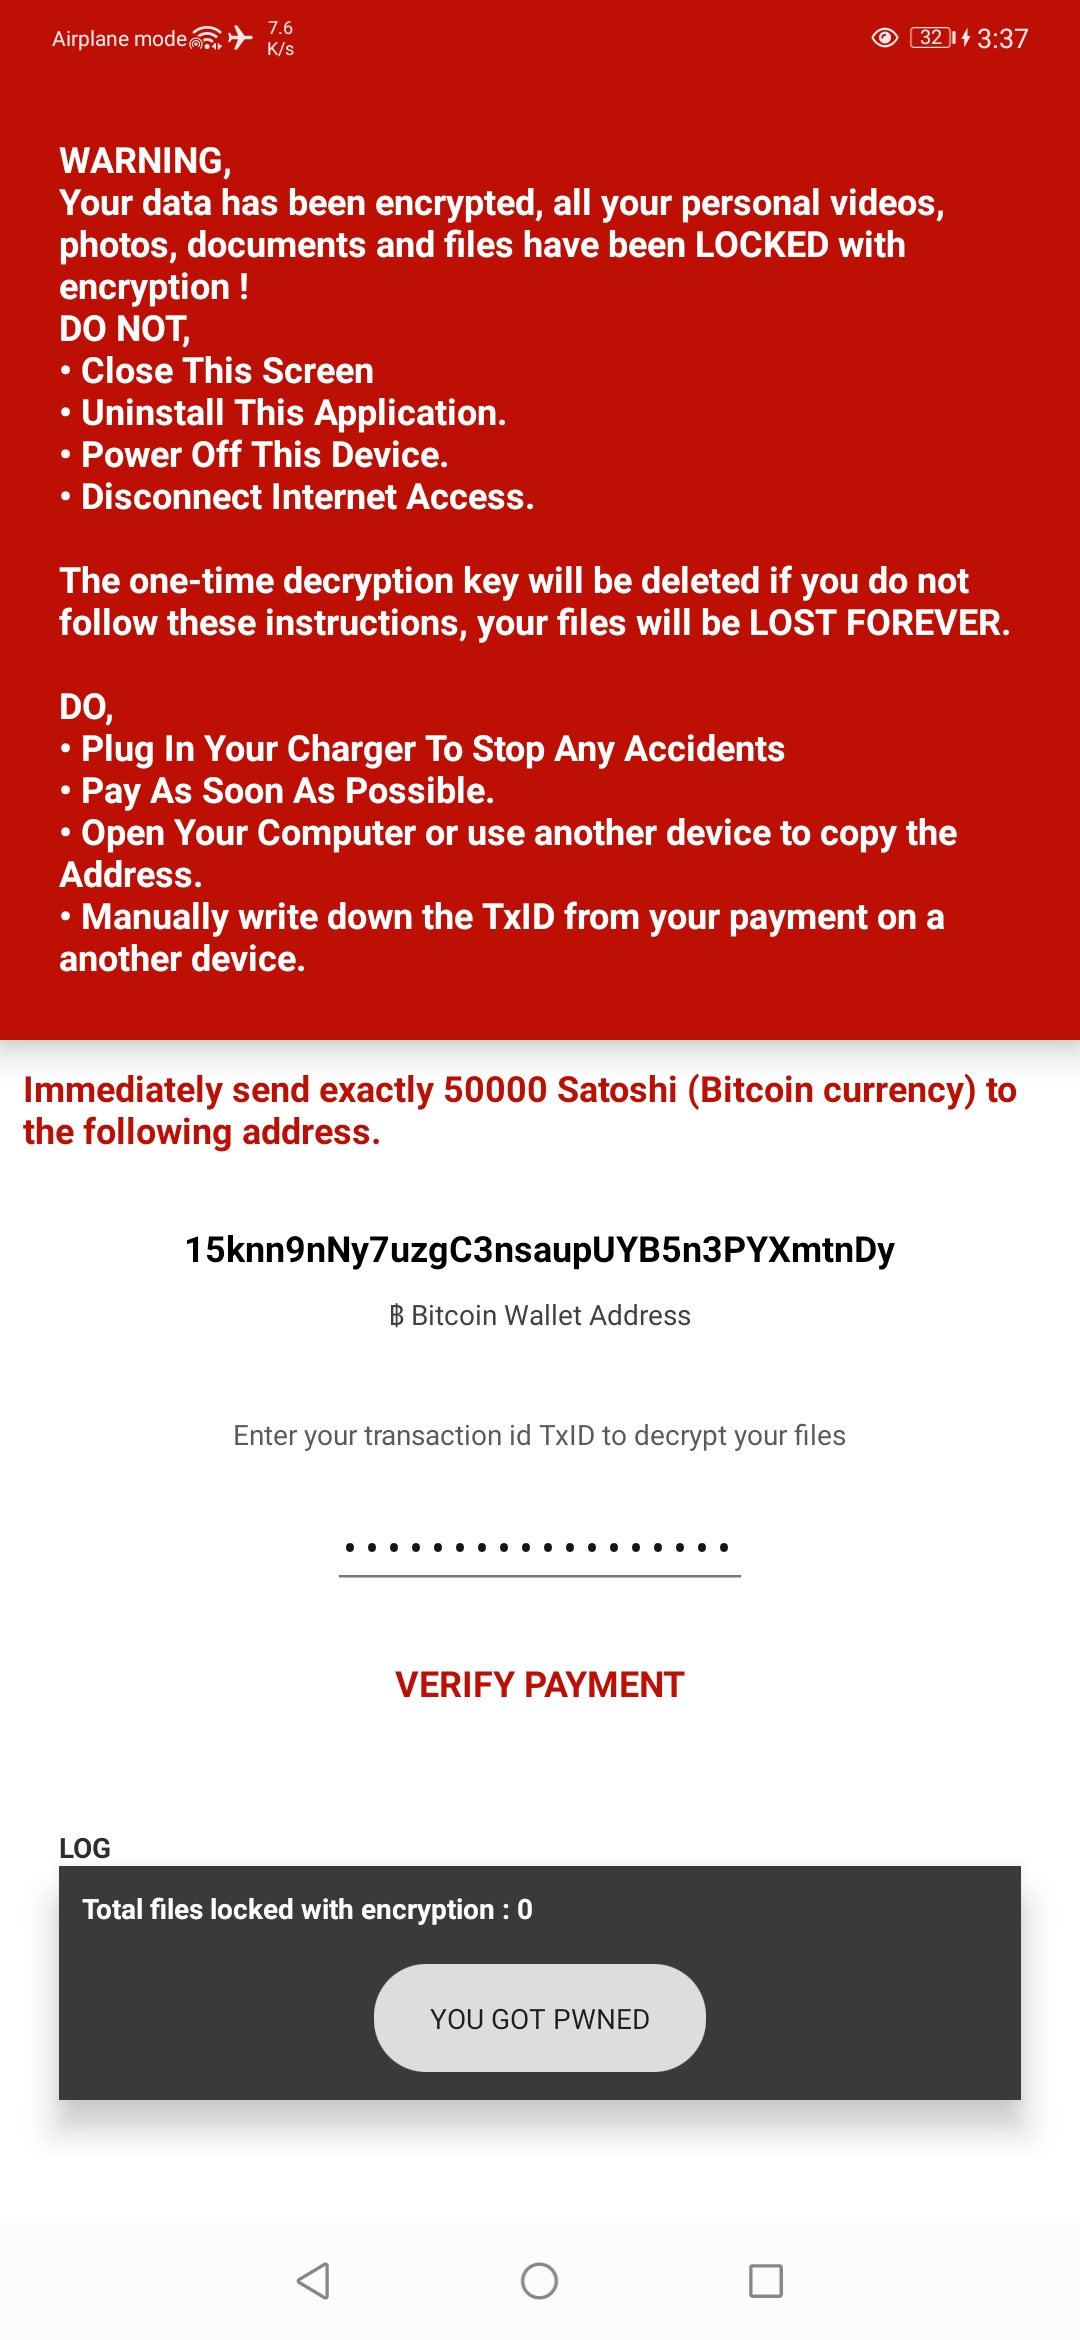 Airplane mode 7.6 K/s 32 3:37
WARNING,
Your data has been encrypted, all your personal videos,
photos, documents and files have been LOCKED with
encryption !
DO NOT,
• Close This Screen
• Uninstall This Application.
• Power Off This Device.
• Disconnect Internet Access.
The one-time decryption key will be deleted if you do not
follow these instructions, your files will be LOST FOREVER.
DO,
• Plug In Your Charger To Stop Any Accidents
• Pay As Soon As Possible.
• Open Your Computer or use another device to copy the
Address.
• Manually write down the TxID from your payment on a
another device.
Immediately send exactly 50000 Satoshi (Bitcoin currency) to
the following address.
15knn9nNy7uzgC3nsaupUYB5n3PYXmtnDy
฿ Bitcoin Wallet Address
Enter your transaction id TxID to decrypt your files
••••••••••••••••••
VERIFY PAYMENT
LOG
Total files locked with encryption : 0
YOU GOT PWNED